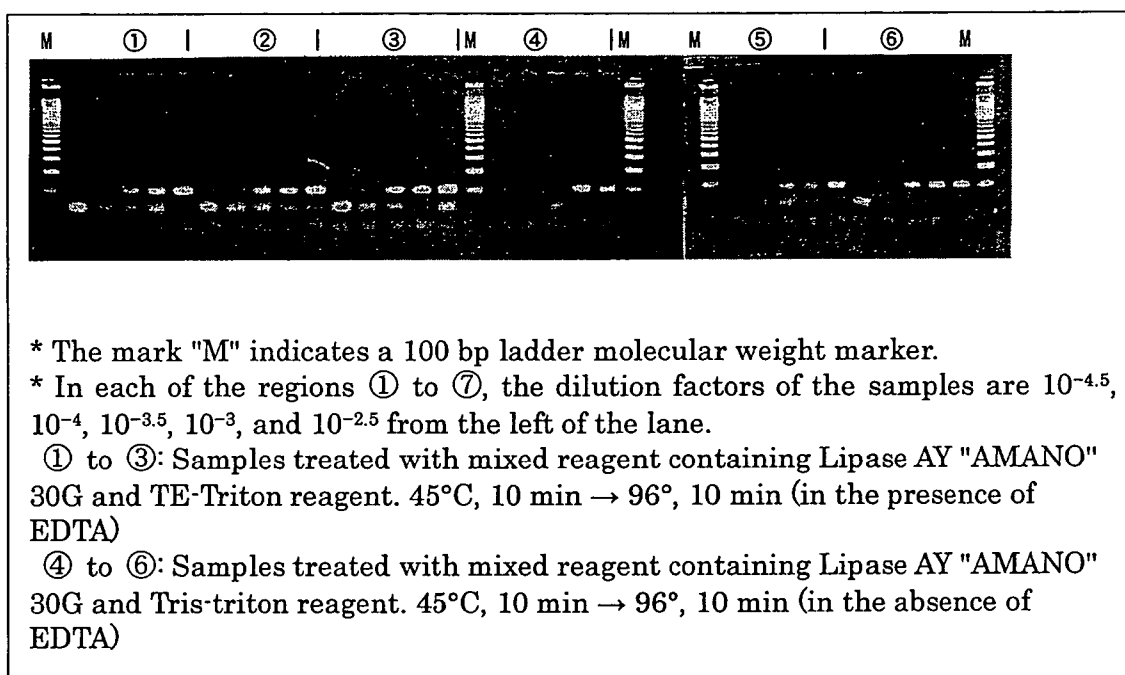 M ① | ② | ③ |M ④ |M M ⑤ | ⑥ M
* The mark "M" indicates a 100 bp ladder molecular weight marker.
* In each of the regions ① to ⑦, the dilution factors of the samples are 10⁻⁴·⁵,
10⁻⁴, 10⁻³·⁵, 10⁻³, and 10⁻²·⁵ from the left of the lane.
① to ③: Samples treated with mixed reagent containing Lipase AY "AMANO"
30G and TE-Triton reagent. 45°C, 10 min → 96°, 10 min (in the presence of
EDTA)
④ to ⑥: Samples treated with mixed reagent containing Lipase AY "AMANO"
30G and Tris-triton reagent. 45°C, 10 min → 96°, 10 min (in the absence of
EDTA)